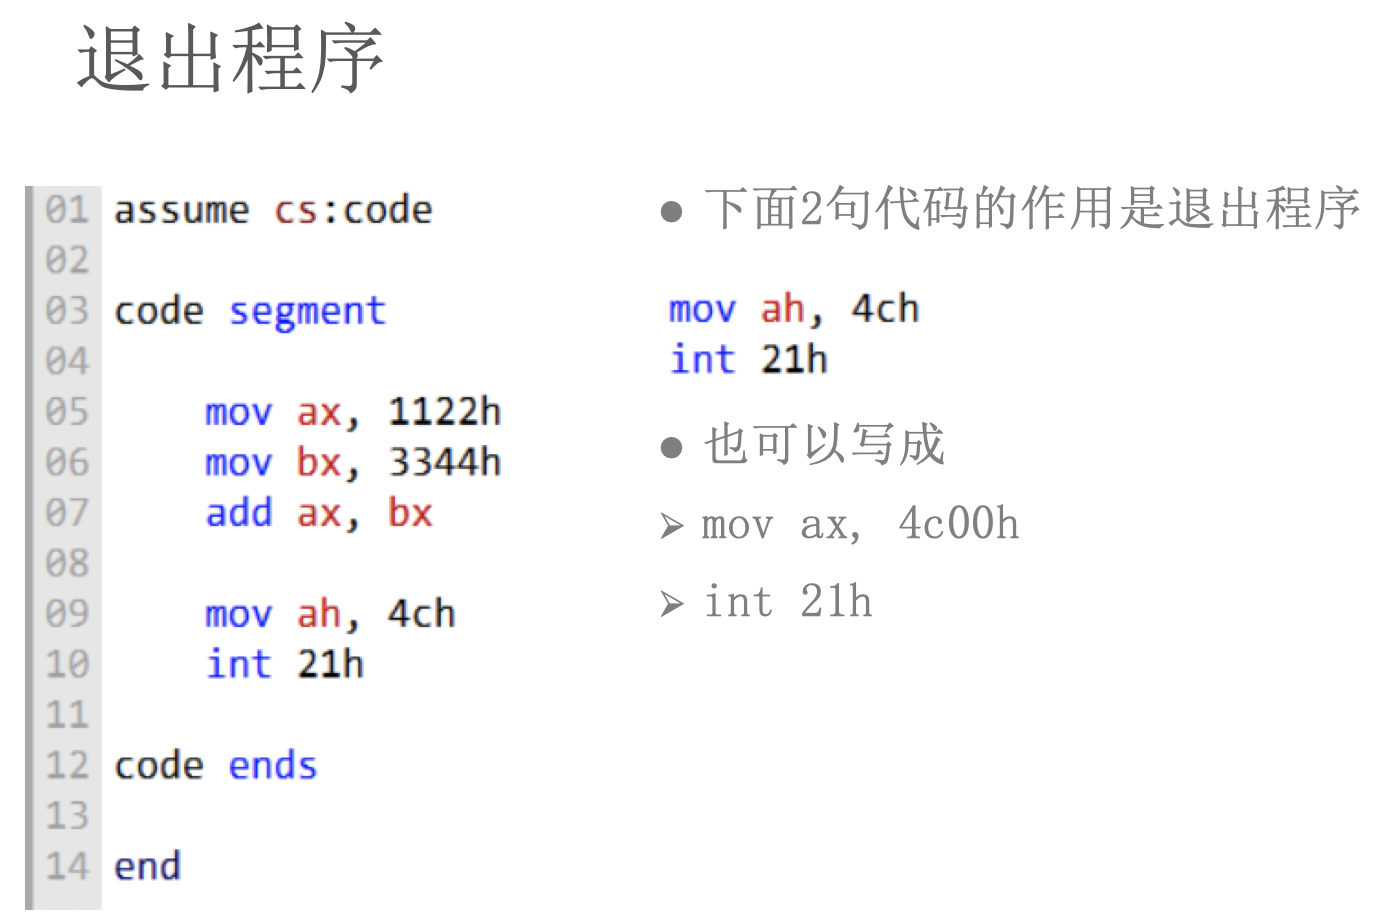 退出程序
01 assume cs:code
02
03 code segment
04
05     mov ax, 1122h
06     mov bx, 3344h
07     add ax, bx
08
09     mov ah, 4ch
10     int 21h
11
12 code ends
13
14 end
● 下面2句代码的作用是退出程序
mov ah, 4ch
int 21h
● 也可以写成
➢ mov ax, 4c00h
➢ int 21h